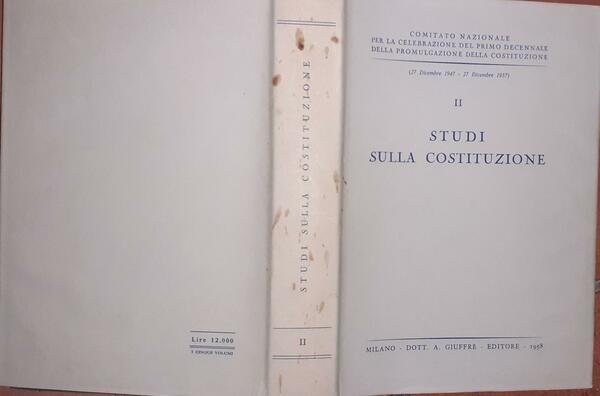 Lire 12.000
I CINQUE VOLUMI
STUDI SULLA COSTITUZIONE
II
COMITATO NAZIONALE
PER LA CELEBRAZIONE DEL PRIMO DECENNALE
DELLA PROMULGAZIONE DELLA COSTITUZIONE
(27 Dicembre 1947 - 27 Dicembre 1957)
II
STUDI
SULLA COSTITUZIONE
MILANO - DOTT. A. GIUFFRÈ - EDITORE - 1958